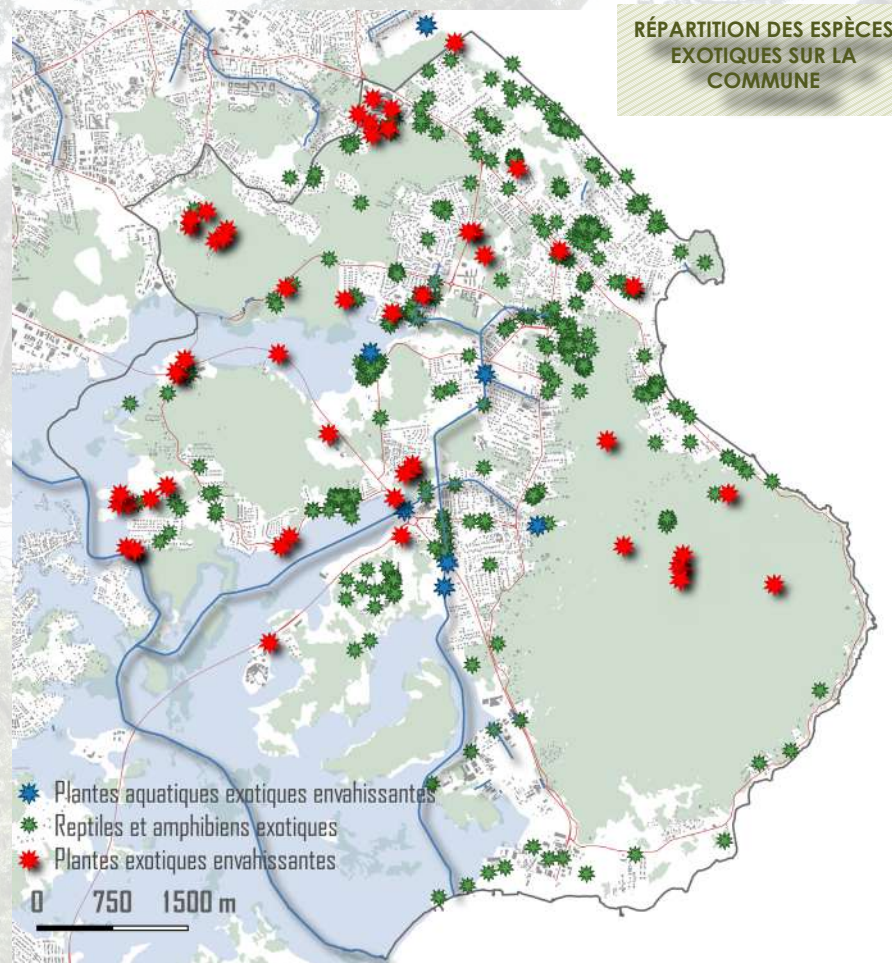 RÉPARTITION DES ESPÈCES
EXOTIQUES SUR LA
COMMUNE
Plantes aquatiques exotiques envahissantes
Reptiles et amphibiens exotiques
Plantes exotiques envahissantes
0 750 1500 m